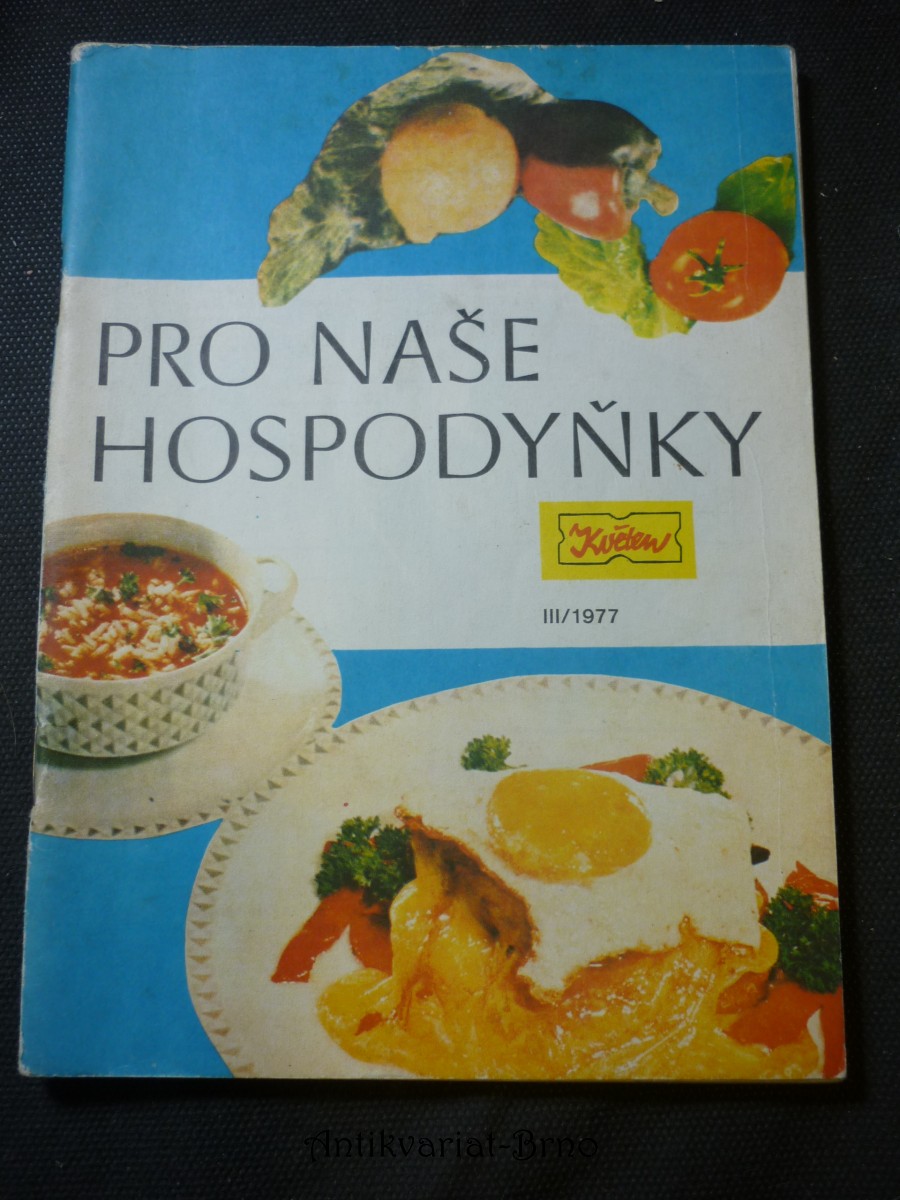 PRO NAŠE
HOSPODYŇKY
Květen
III/1977
Antikvariat-Brno